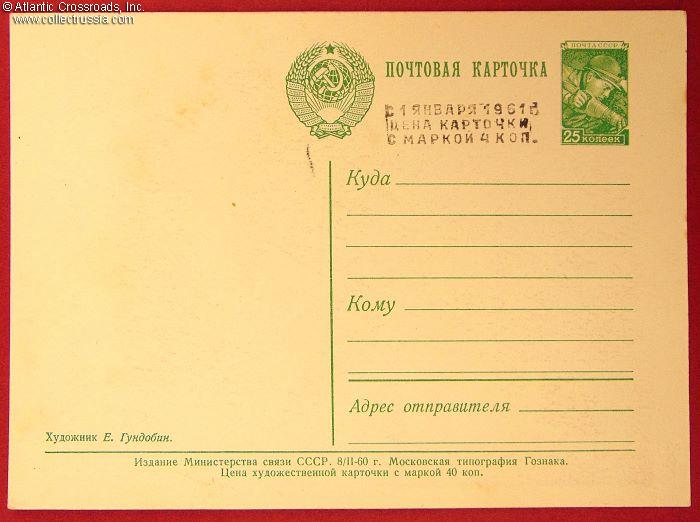 © Atlantic Crossroads, Inc.
www.collectrussia.com
ПОЧТОВАЯ КАРТОЧКА
ПОЧТА СССР
25 копеек
С 1 ЯНВАРЯ 1961 г.
ЦЕНА КАРТОЧКИ
С МАРКОЙ 4 КОП.
Куда
Кому
Адрес отправителя
Художник Е. Гундобин.
Издание Министерства связи СССР. 8/II-60 г. Московская типография Гознака.
Цена художественной карточки с маркой 40 коп.